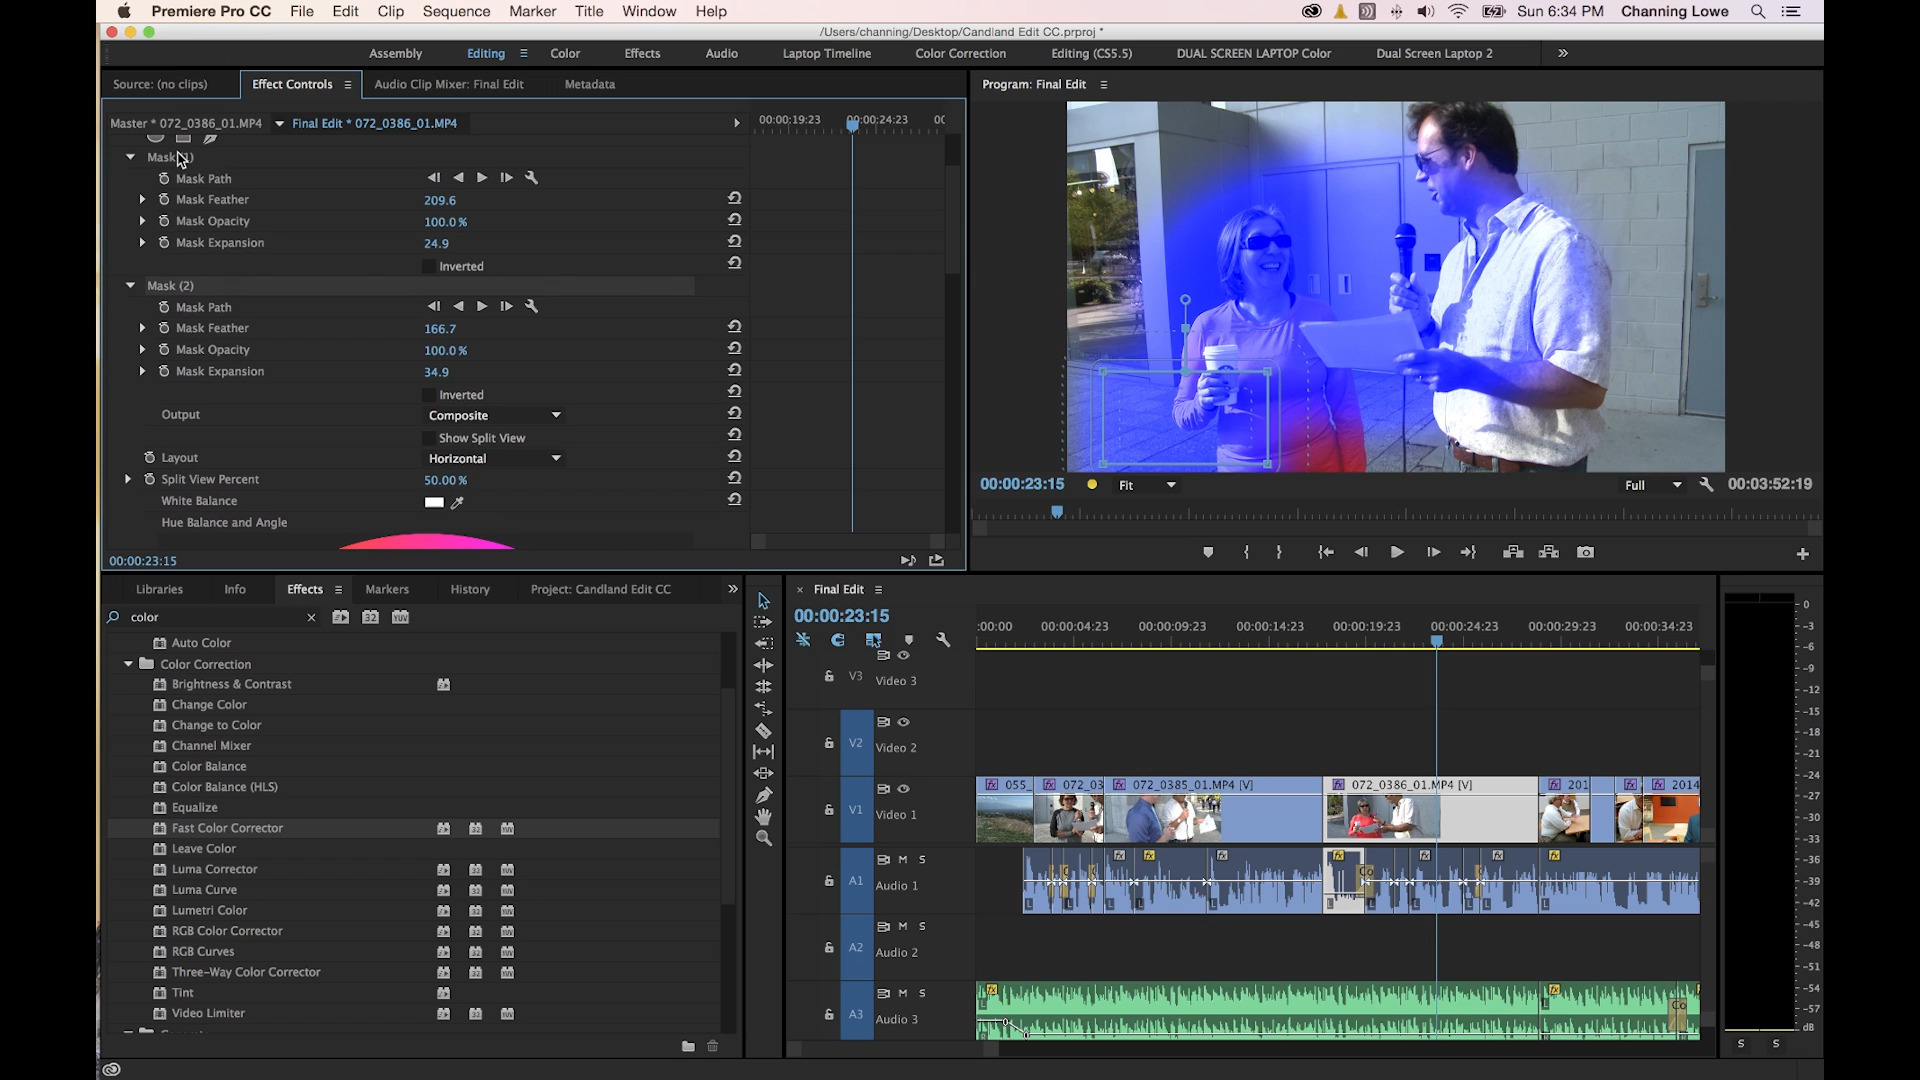 Premiere Pro CC File Edit Clip Sequence Marker Title Window Help Sun 6:34 PM Channing Lowe
/Users/channing/Desktop/Candland Edit CC.prproj *
Assembly Editing Color Effects Audio Laptop Timeline Color Correction Editing (CS5.5) DUAL SCREEN LAPTOP Color Dual Screen Laptop 2
Source: (no clips) Effect Controls Audio Clip Mixer: Final Edit Metadata Program: Final Edit
Master * 072_0386_01.MP4 Final Edit * 072_0386_01.MP4 00:00:19:23 00:00:24:23 00
Mask (1)
Mask Path
Mask Feather 209.6
Mask Opacity 100.0 %
Mask Expansion 24.9
Inverted
Mask (2)
Mask Path
Mask Feather 166.7
Mask Opacity 100.0 %
Mask Expansion 34.9
Inverted
Output Composite
Show Split View
Layout Horizontal
Split View Percent 50.00 %
White Balance
Hue Balance and Angle
00:00:23:15
00:00:23:15 Fit Full 00:03:52:19
Libraries Info Effects Markers History Project: Candland Edit CC
color
Auto Color
Color Correction
Brightness & Contrast
Change Color
Change to Color
Channel Mixer
Color Balance
Color Balance (HLS)
Equalize
Fast Color Corrector
Leave Color
Luma Corrector
Luma Curve
Lumetri Color
RGB Color Corrector
RGB Curves
Three-Way Color Corrector
Tint
Video Limiter
Final Edit
00:00:23:15
:00:00 00:00:04:23 00:00:09:23 00:00:14:23 00:00:19:23 00:00:24:23 00:00:29:23 00:00:34:23
V3 Video 3
V2 Video 2
055_ 072_03 072_0385_01.MP4 [V] 072_0386_01.MP4 [V] 201 2014
V1 Video 1
M S
A1 Audio 1
M S
A2 Audio 2
M S
A3 Audio 3
0
-3
-6
-9
-12
-15
-18
-21
-24
-27
-30
-33
-36
-39
-42
-45
-48
-51
-54
-57
dB
S S